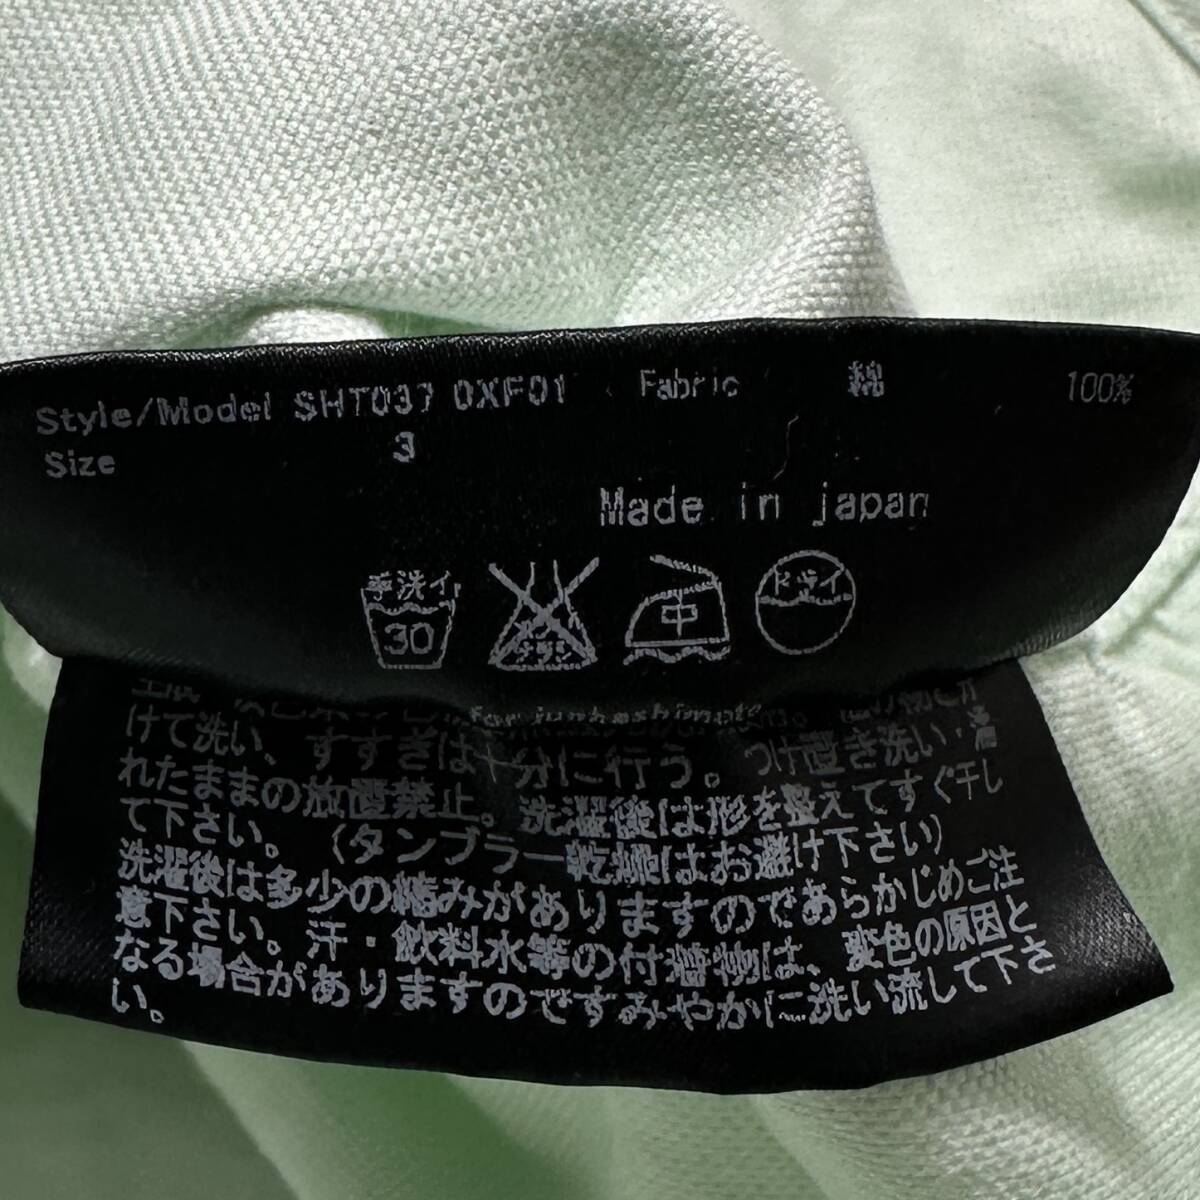 Style/Model SHT037 OXF01 Fabric 綿 100%
Size 3
Made in japan
手洗イ ドライ
30 中
けて洗い、すすぎは十分に行う。つけ置き洗い・濡
れたままの放置禁止。洗濯後は形を整えてすぐ干し
て下さい。(タンブラー乾燥はお避け下さい)
洗濯後は多少の縮みがありますのであらかじめご注
意下さい。汗・飲料水等の付着物は、変色の原因と
なる場合がありますのですみやかに洗い流して下さ
い。